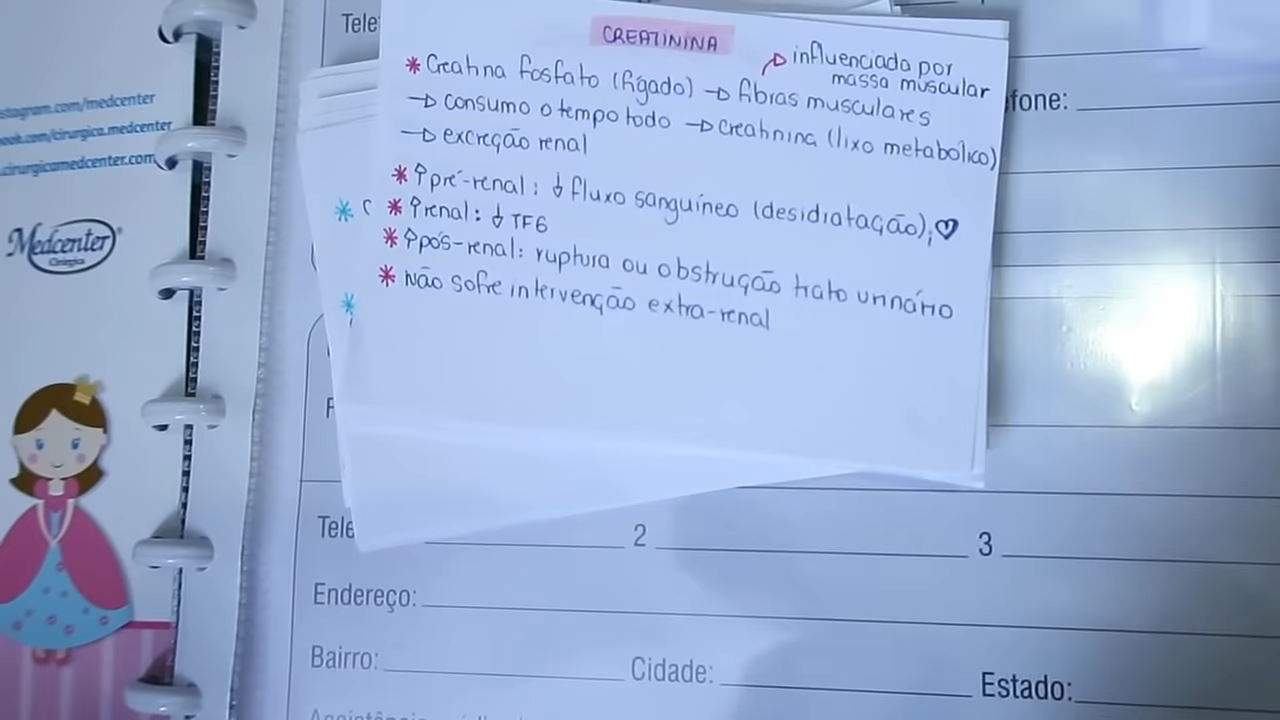 Tele
CREATININA
influenciada por
massa muscular
* Creatina fosfato (fígado) → fibras musculares
→ consumo o tempo todo → creatinina (lixo metabólico)
→ excreção renal
* ↑pré-renal: ↓ fluxo sanguíneo (desidratação); ♡
* ↑renal: ↓ TFG
* ↑pós-renal: ruptura ou obstrução trato urinário
* Não sofre intervenção extra-renal
fone:
stagram.com/medcenter
ook.com/cirurgica.medcenter
.cirurgicamedcenter.com
Medcenter
Cirúrgica
Tele
2
3
Endereço:
Bairro:
Cidade:
Estado: